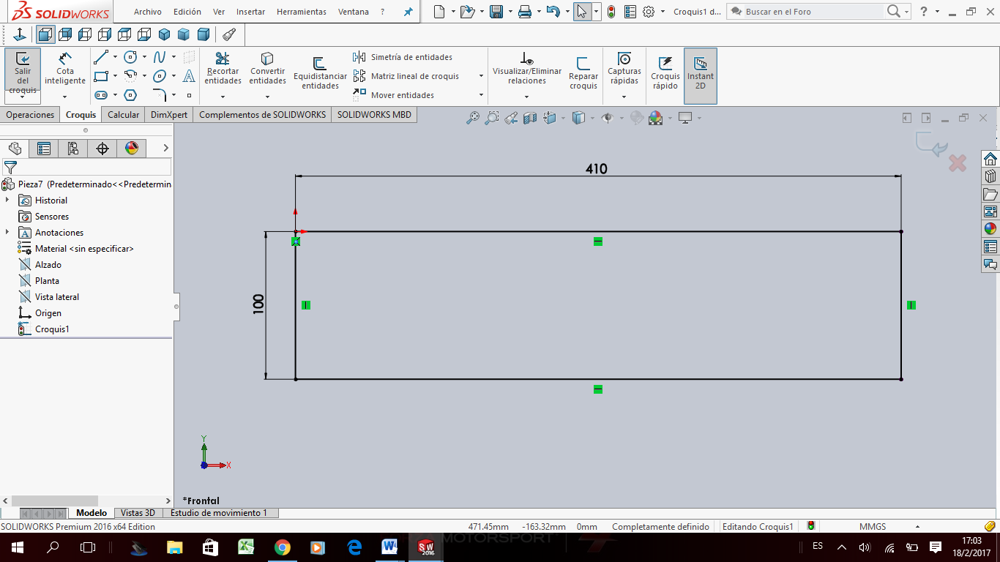 SOLIDWORKS
Archivo Edición Ver Insertar Herramientas Ventana ?
Croquis1 d...
Buscar en el Foro
?
Salir del croquis
Cota inteligente
Recortar entidades
Convertir entidades
Equidistanciar entidades
Simetría de entidades
Matriz lineal de croquis
Mover entidades
Visualizar/Eliminar relaciones
Reparar croquis
Capturas rápidas
Croquis rápido
Instant 2D
Operaciones Croquis Calcular DimXpert Complementos de SOLIDWORKS SOLIDWORKS MBD
Pieza7 (Predeterminado<<Predetermin
Historial
Sensores
Anotaciones
Material <sin especificar>
Alzado
Planta
Vista lateral
Origen
Croquis1
410
100
Y
X
*Frontal
Modelo Vistas 3D Estudio de movimiento 1
SOLIDWORKS Premium 2016 x64 Edition
471.45mm -163.32mm 0mm Completamente definido Editando Croquis1 MMGS
MOTORSPORT
SW
2016
ES
17:03
18/2/2017